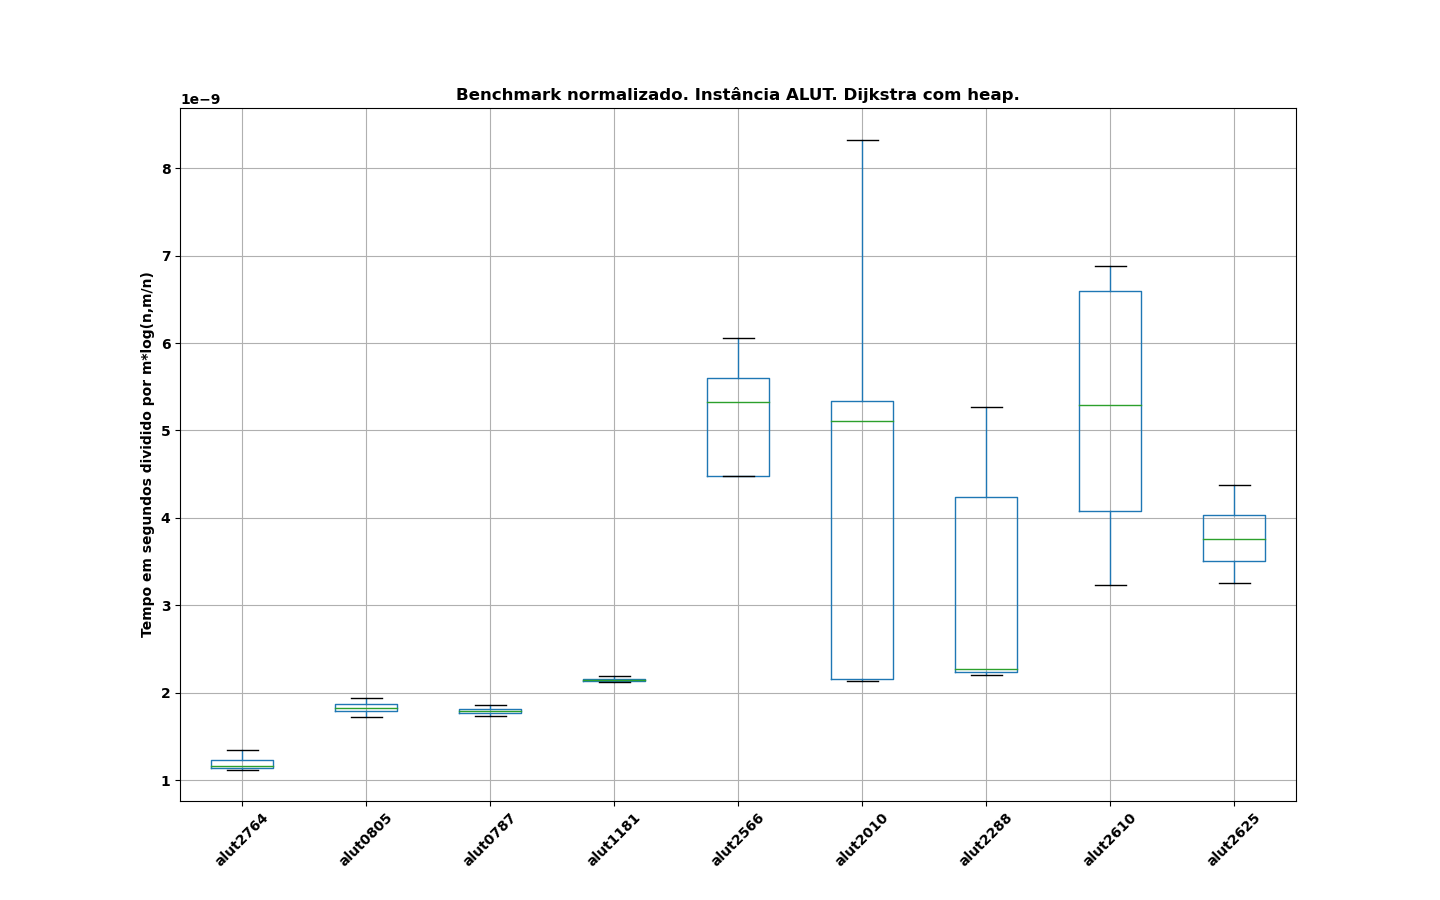 Benchmark normalizado. Instância ALUT. Dijkstra com heap.
1e−9
Tempo em segundos dividido por m*log(n,m/n)
8
7
6
5
4
3
2
1
alut2764
alut0805
alut0787
alut1181
alut2566
alut2010
alut2288
alut2610
alut2625